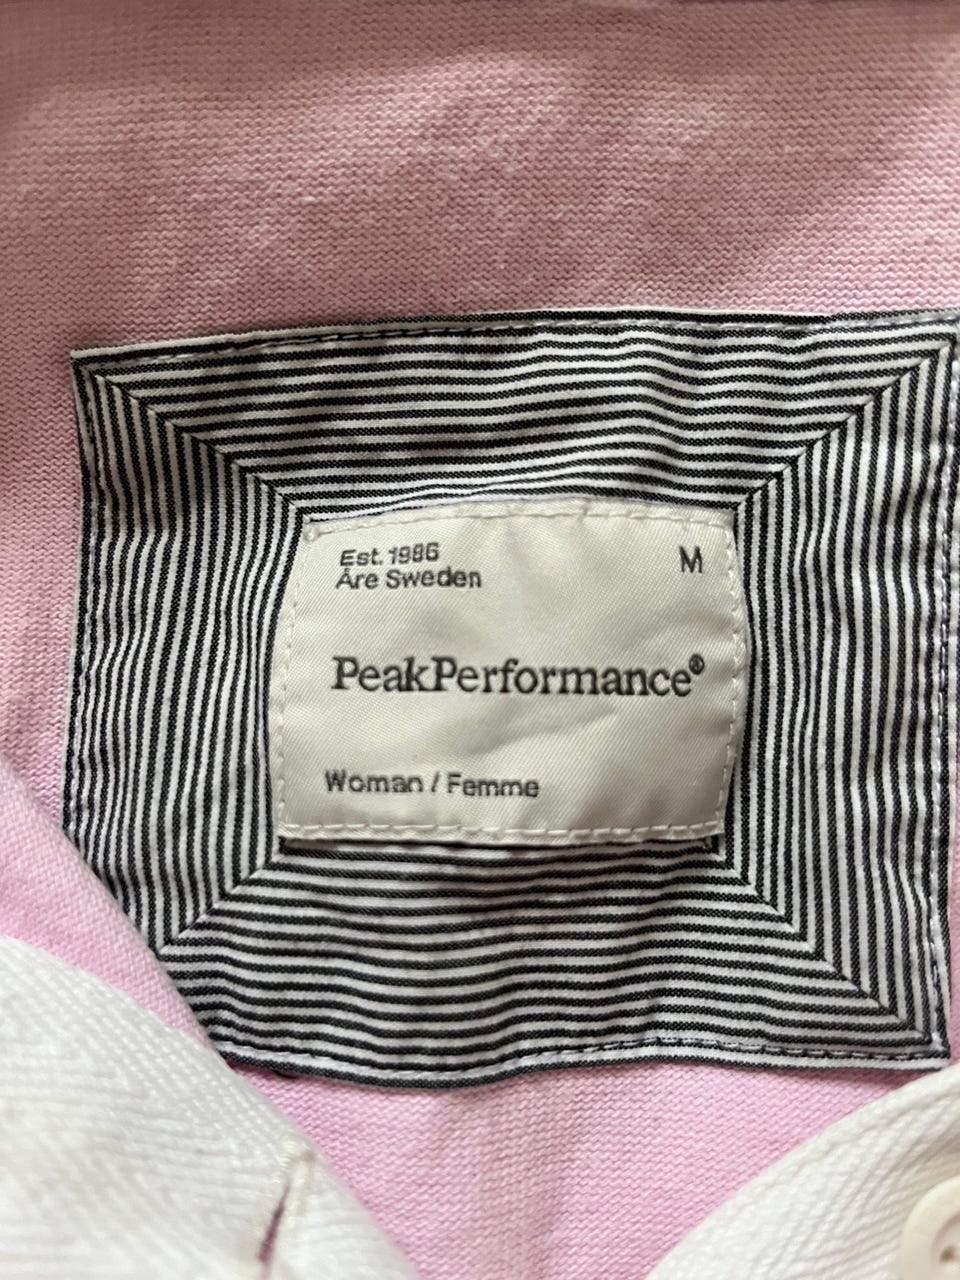 Est. 1986
M
Åre Sweden
PeakPerformance®
Woman / Femme